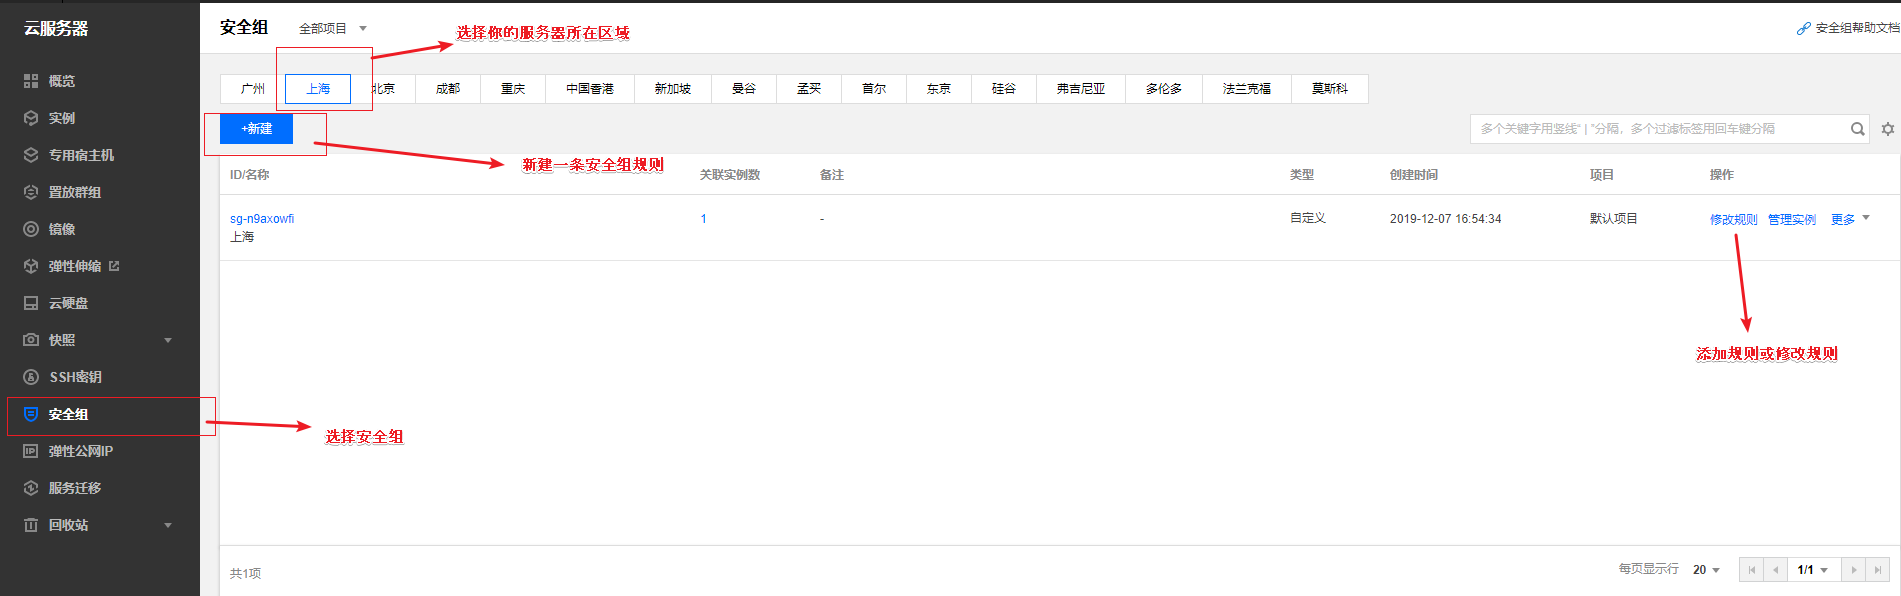 云服务器
概览
实例
专用宿主机
置放群组
镜像
弹性伸缩
云硬盘
快照
SSH密钥
安全组
弹性公网IP
服务迁移
回收站
安全组 全部项目
选择你的服务器所在区域
安全组帮助文档
广州 上海 北京 成都 重庆 中国香港 新加坡 曼谷 孟买 首尔 东京 硅谷 弗吉尼亚 多伦多 法兰克福 莫斯科
+新建
多个关键字用竖线“ | ”分隔，多个过滤标签用回车键分隔
新建一条安全组规则
ID/名称 关联实例数 备注 类型 创建时间 项目 操作
sg-n9axowfi 1 - 自定义 2019-12-07 16:54:34 默认项目 修改规则 管理实例 更多
上海
添加规则或修改规则
选择安全组
共1项 每页显示行 20 1/1